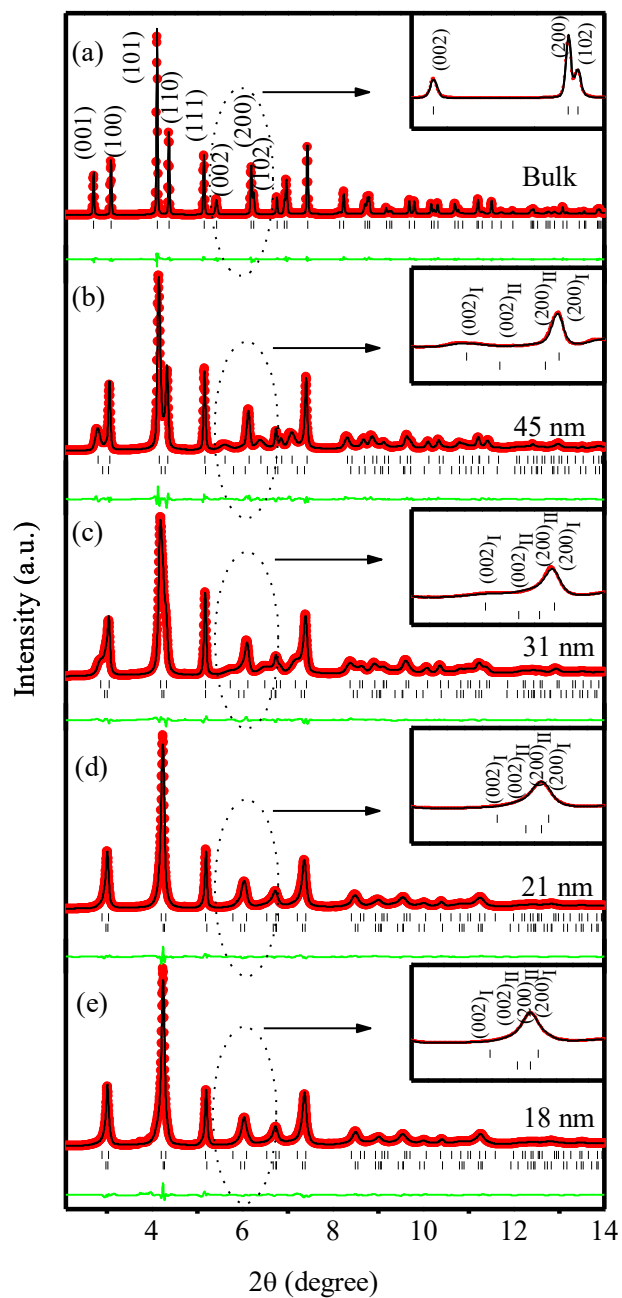 (a)
(001)
(100)
(101)
(110)
(111)
(002)
(200)
(102)
(002)
(200)
(102)
Bulk
(b)
(002)I
(002)II
(200)II
(200)I
45 nm
(c)
(002)I
(002)II
(200)II
(200)I
31 nm
(d)
(002)I
(002)II
(200)II
(200)I
21 nm
(e)
(002)I
(002)II
(200)II
(200)I
18 nm
Intensity (a.u.)
4 6 8 10 12 14
2θ (degree)